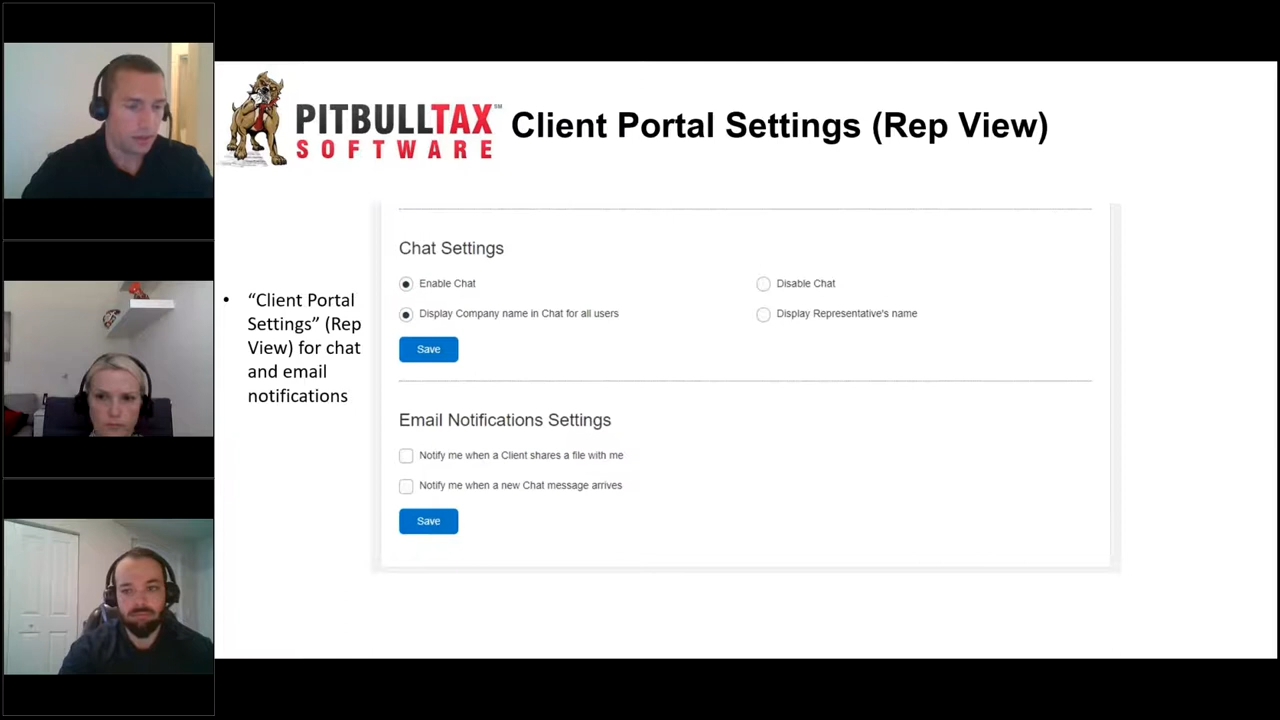 PITBULLTAX™
SOFTWARE
Client Portal Settings (Rep View)
• “Client Portal
Settings” (Rep
View) for chat
and email
notifications
Chat Settings
Enable Chat
Disable Chat
Display Company name in Chat for all users
Display Representative's name
Save
Email Notifications Settings
Notify me when a Client shares a file with me
Notify me when a new Chat message arrives
Save